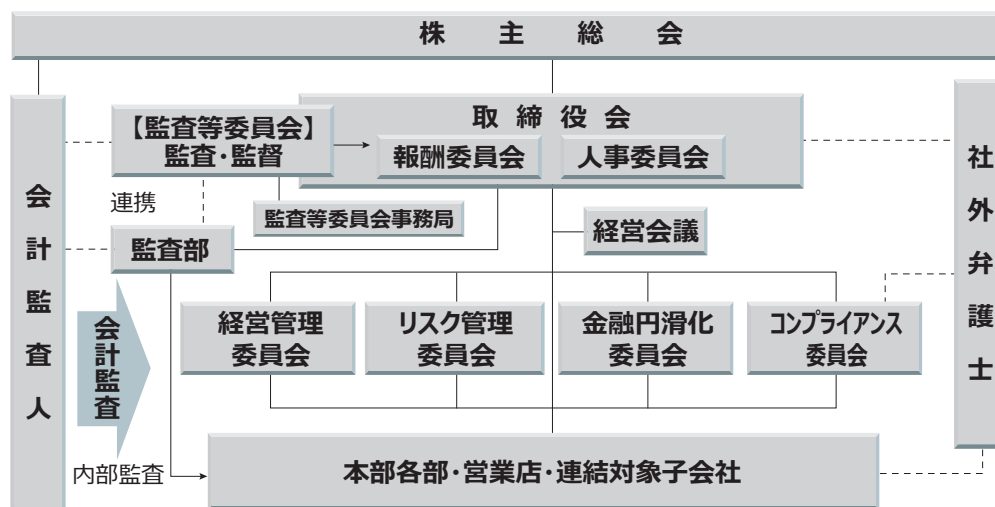 株主総会
【監査等委員会】
監査・監督
取締役会
報酬委員会
人事委員会
連携
監査等委員会事務局
監査部
経営会議
会計監査人
社外弁護士
会計監査
経営管理
委員会
リスク管理
委員会
金融円滑化
委員会
コンプライアンス
委員会
内部監査
本部各部・営業店・連結対象子会社